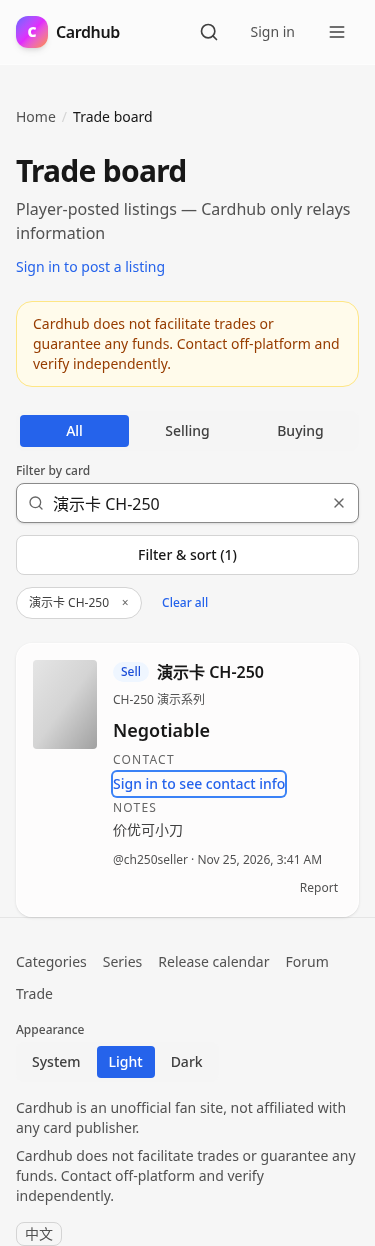 C Cardhub Sign in
Home / Trade board
Trade board
Player-posted listings — Cardhub only relays
information
Sign in to post a listing
Cardhub does not facilitate trades or
guarantee any funds. Contact off-platform and
verify independently.
All Selling Buying
Filter by card
演示卡 CH-250 ×
Filter & sort (1)
演示卡 CH-250 × Clear all
Sell 演示卡 CH-250
CH-250 演示系列
Negotiable
CONTACT
Sign in to see contact info
NOTES
价优可小刀
@ch250seller · Nov 25, 2026, 3:41 AM
Report
Categories Series Release calendar Forum
Trade
Appearance
System Light Dark
Cardhub is an unofficial fan site, not affiliated with
any card publisher.
Cardhub does not facilitate trades or guarantee any
funds. Contact off-platform and verify
independently.
中文